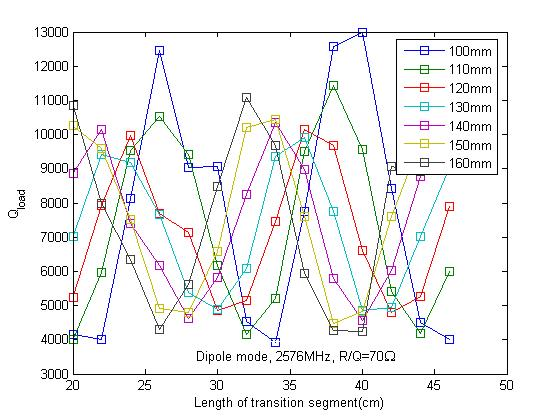 13000
12000
11000
10000
9000
8000
7000
6000
5000
4000
3000
Q_load
100mm
110mm
120mm
130mm
140mm
150mm
160mm
Dipole mode, 2576MHz, R/Q=70Ω
20 25 30 35 40 45 50
Length of transition segment(cm)